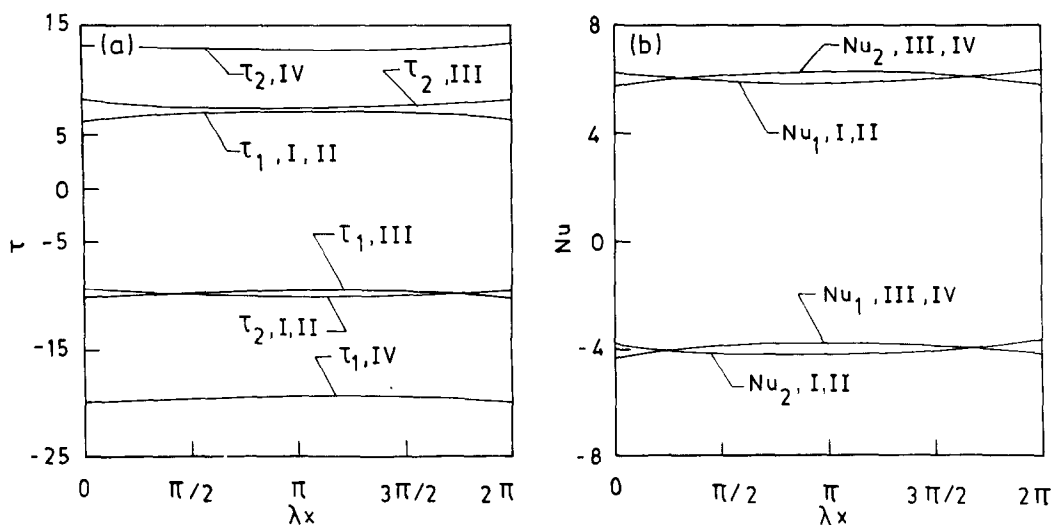 (a)
15
5
0
-5
-15
-25
τ
τ₂, IV
τ₂, III
τ₁, I, II
τ₁, III
τ₂, I, II
τ₁, IV
0
π/2
π
3π/2
2π
λx
(b)
8
4
0
-4
-8
Nu
Nu₂, III, IV
Nu₁, I, II
Nu₁, III, IV
Nu₂, I, II
0
π/2
π
3π/2
2π
λx